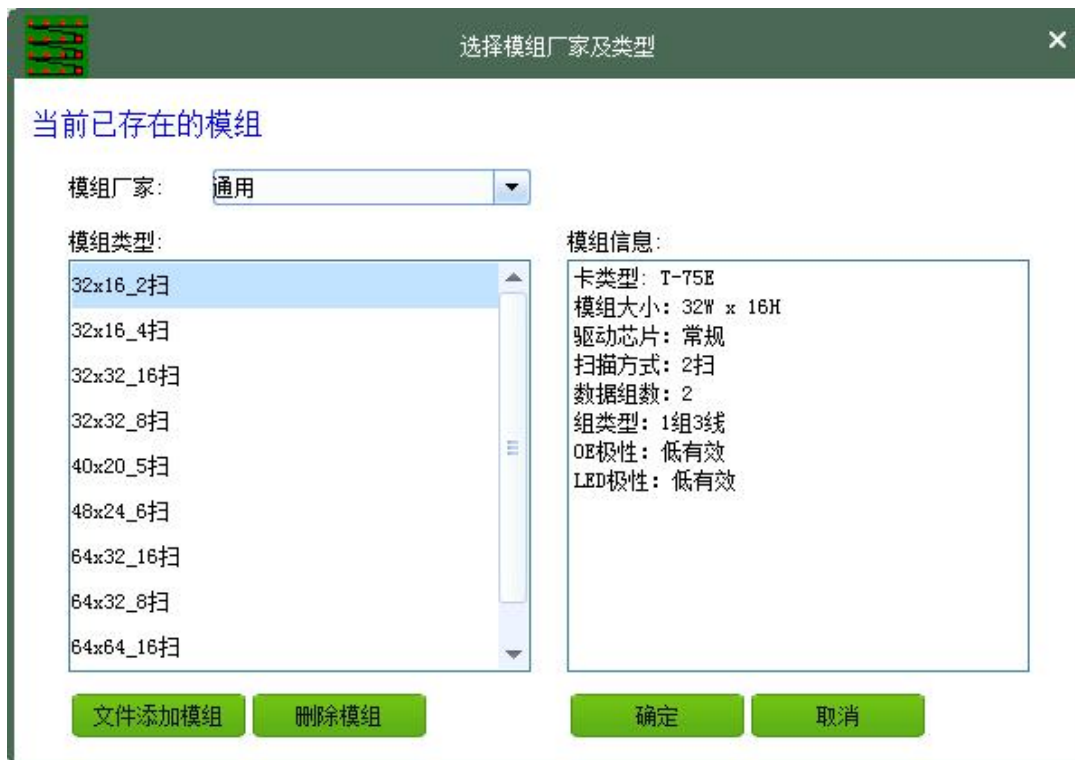 选择模组厂家及类型
当前已存在的模组
模组厂家: 通用
模组类型:
32x16_2扫
32x16_4扫
32x32_16扫
32x32_8扫
40x20_5扫
48x24_6扫
64x32_16扫
64x32_8扫
64x64_16扫
模组信息:
卡类型: T-75E
模组大小: 32W x 16H
驱动芯片: 常规
扫描方式: 2扫
数据组数: 2
组类型: 1组3线
OE极性: 低有效
LED极性: 低有效
文件添加模组 删除模组 确定 取消